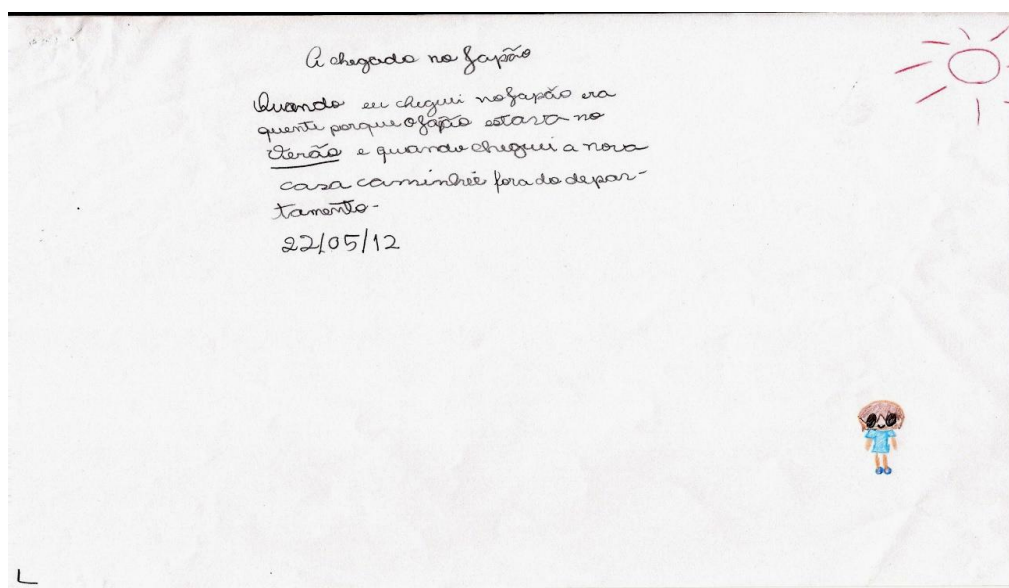 A chegada no Japão
Quando eu cheguei no Japão era
quente porque o Japão estava no
Verão e quando cheguei a nova
casa caminhei fora do depar-
tamento-
22/05/12